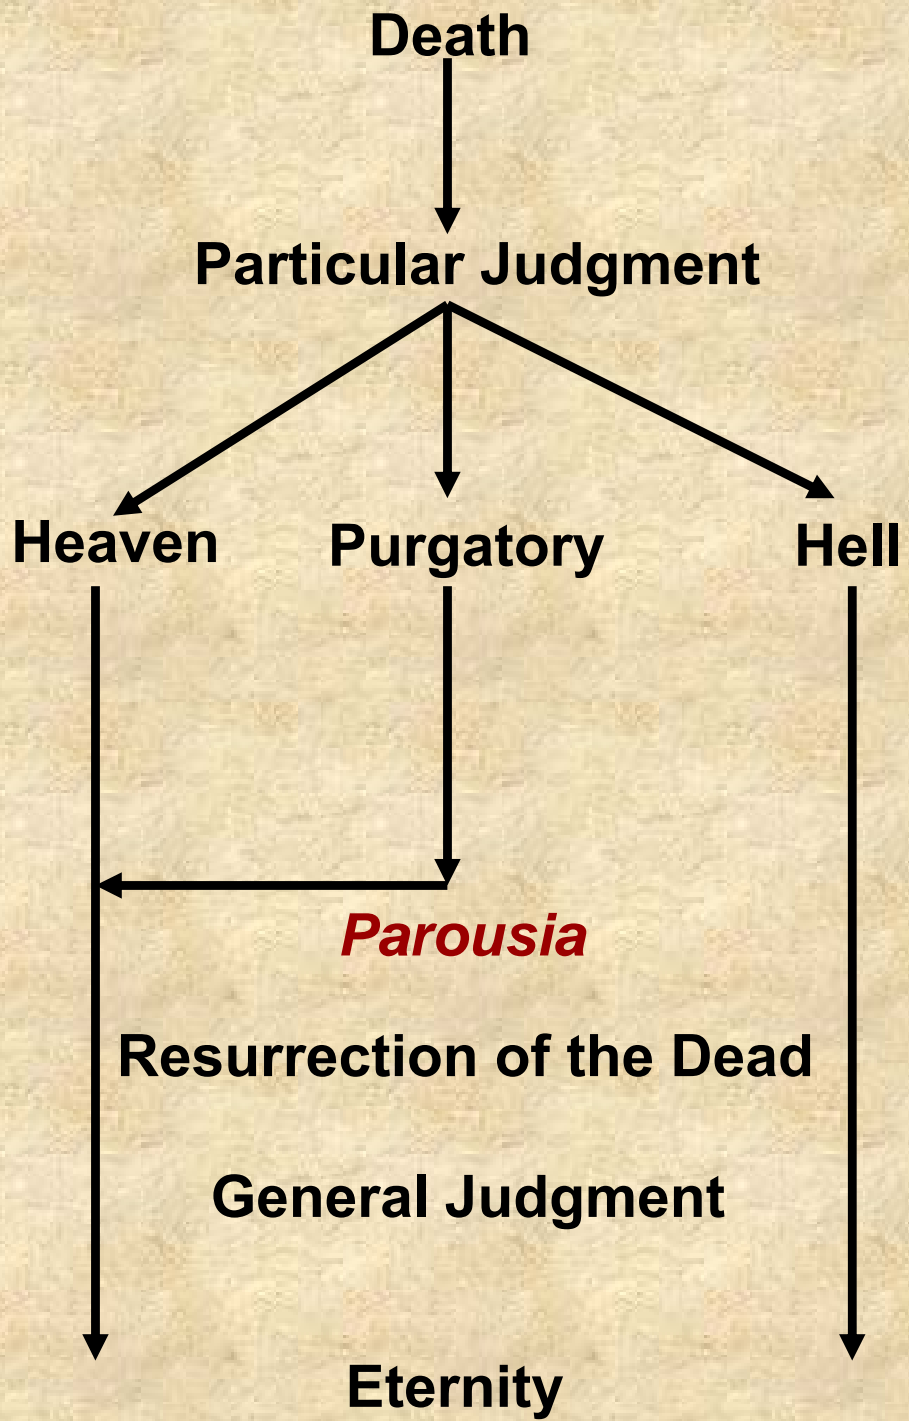 Death
Particular Judgment
Heaven Purgatory Hell
Parousia
Resurrection of the Dead
General Judgment
Eternity